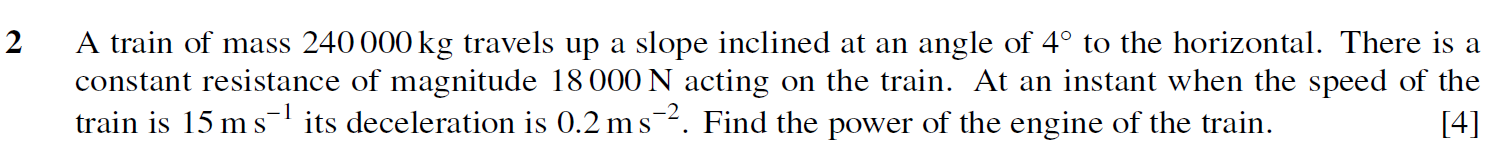 2 A train of mass 240 000 kg travels up a slope inclined at an angle of 4° to the horizontal. There is a
constant resistance of magnitude 18 000 N acting on the train. At an instant when the speed of the
train is 15 m s⁻¹ its deceleration is 0.2 m s⁻². Find the power of the engine of the train. [4]